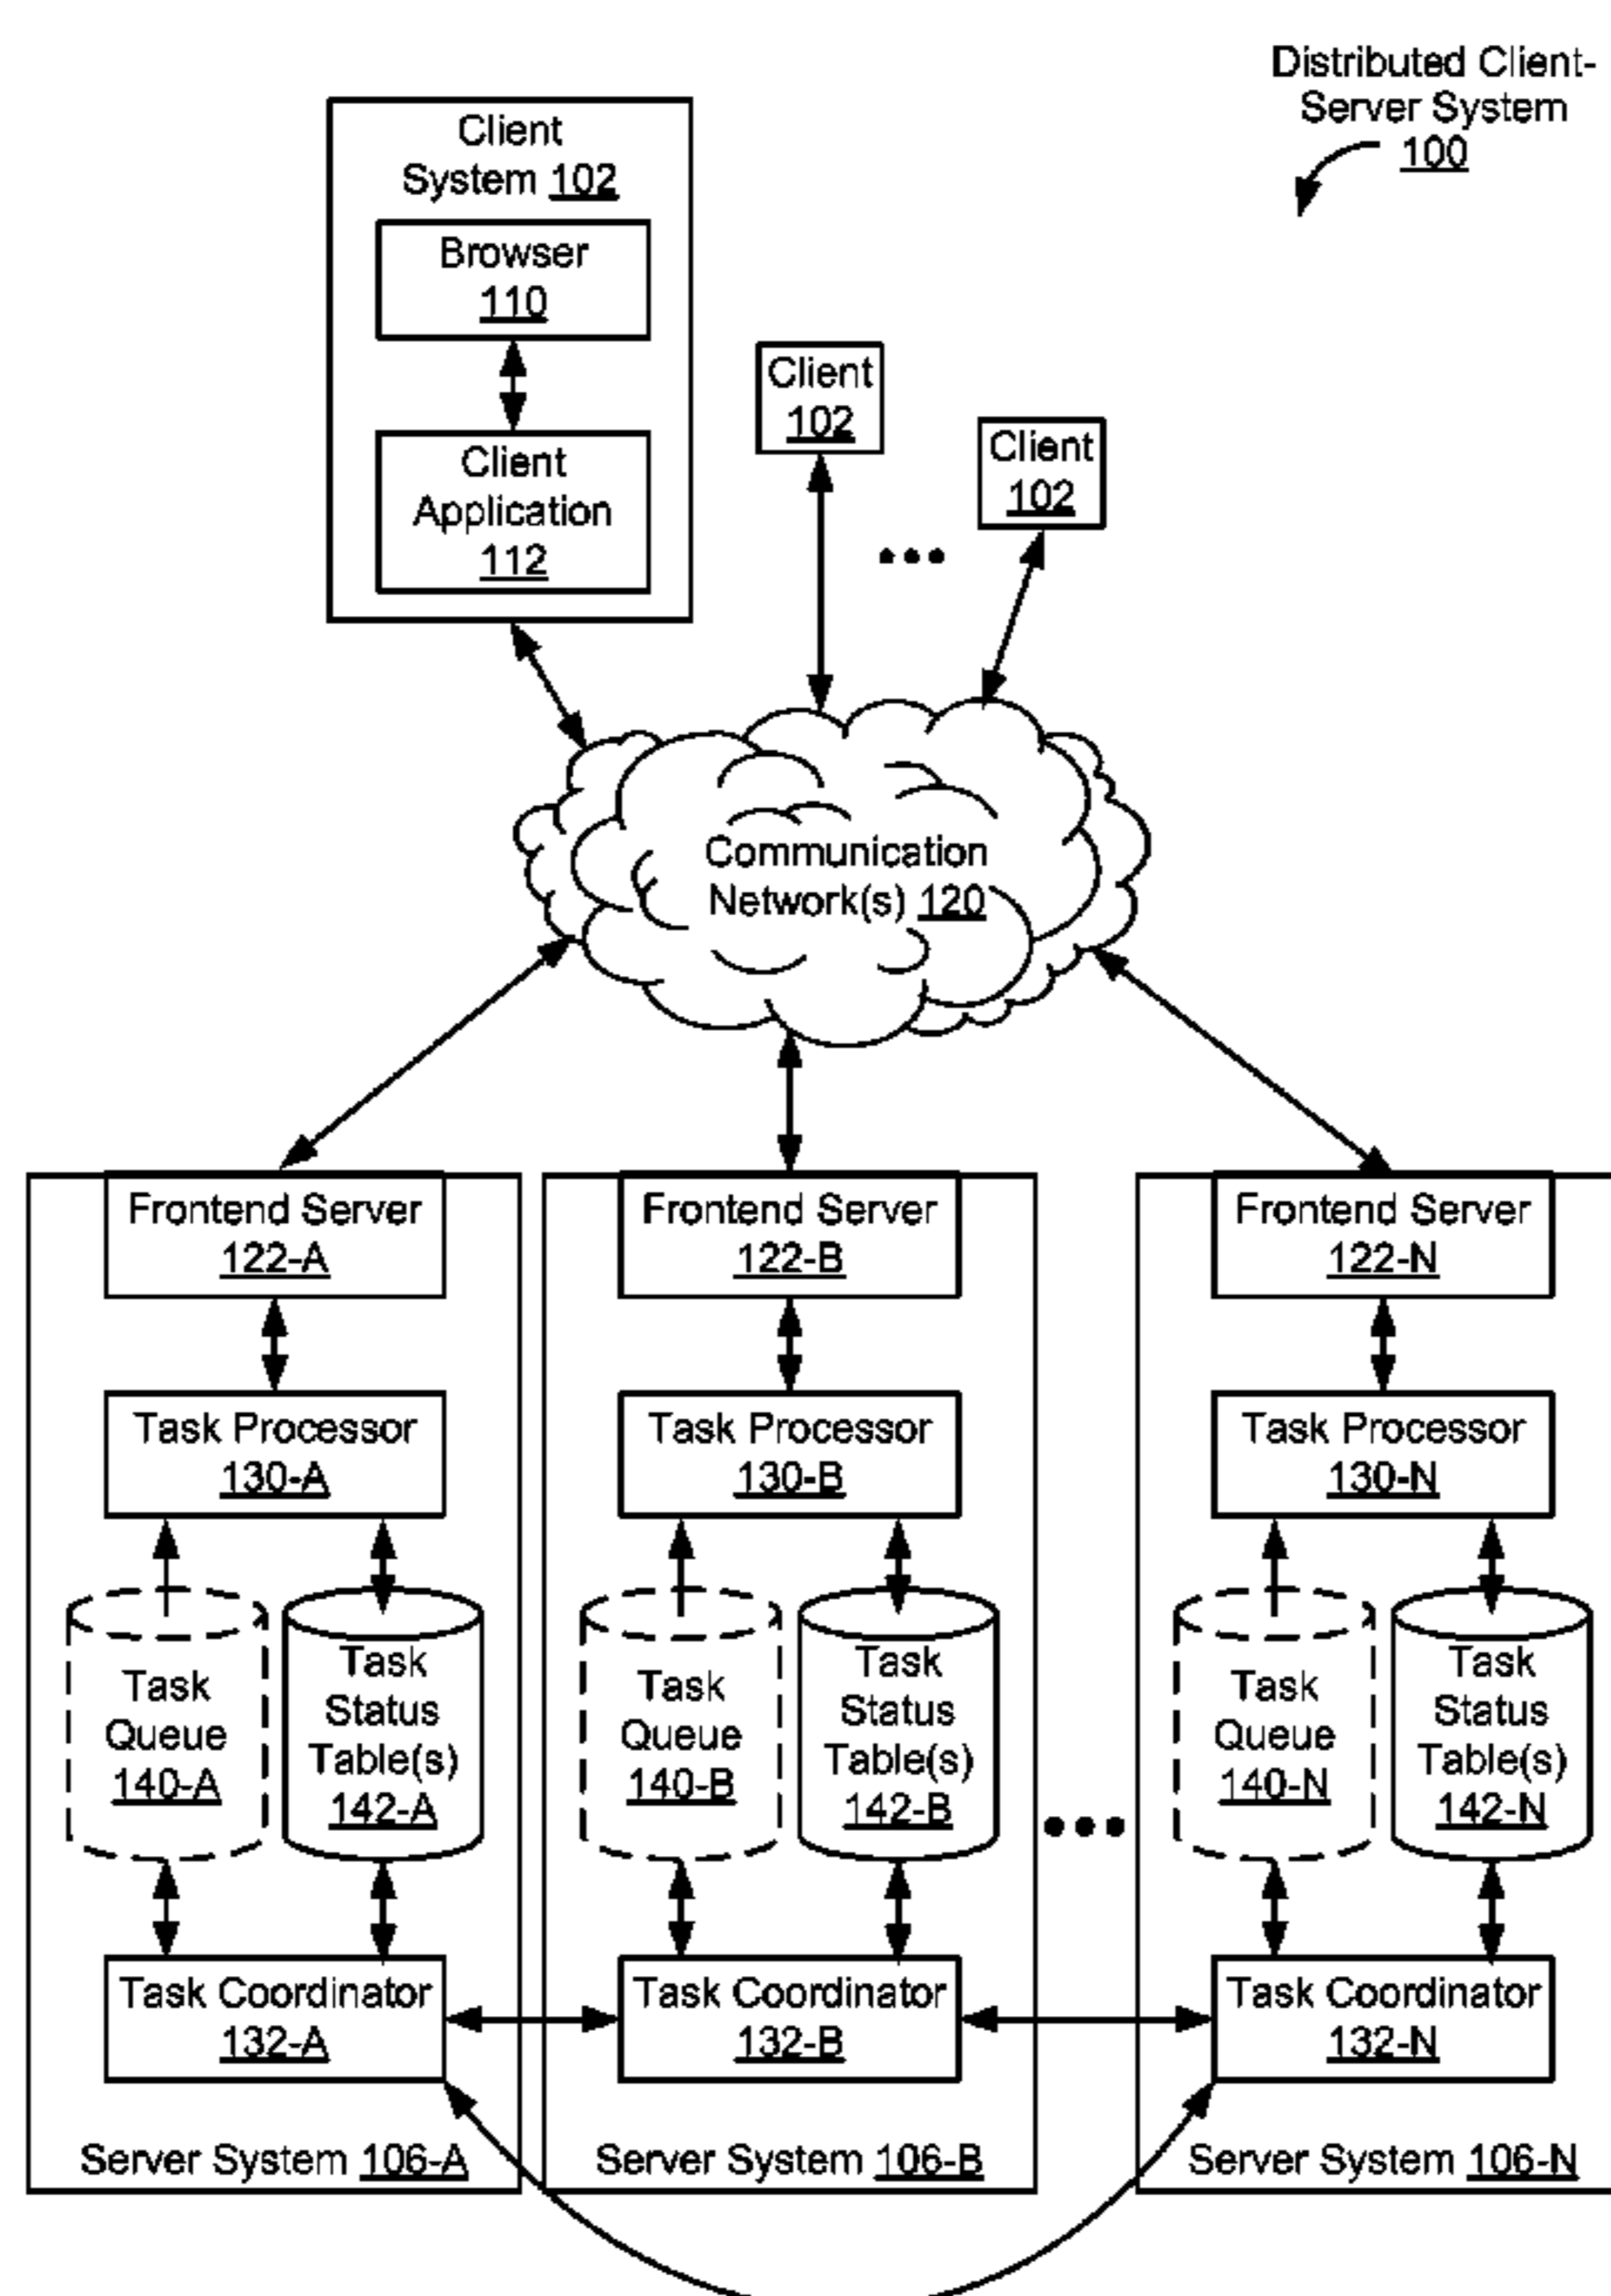 Distributed Client-
Server System
100
Client
System 102
Browser
110
Client
Application
112
Client
102
Client
102
Communication
Network(s) 120
Frontend Server
122-A
Task Processor
130-A
Task
Queue
140-A
Task
Status
Table(s)
142-A
Task Coordinator
132-A
Server System 106-A
Frontend Server
122-B
Task Processor
130-B
Task
Queue
140-B
Task
Status
Table(s)
142-B
Task Coordinator
132-B
Server System 106-B
Frontend Server
122-N
Task Processor
130-N
Task
Queue
140-N
Task
Status
Table(s)
142-N
Task Coordinator
132-N
Server System 106-N